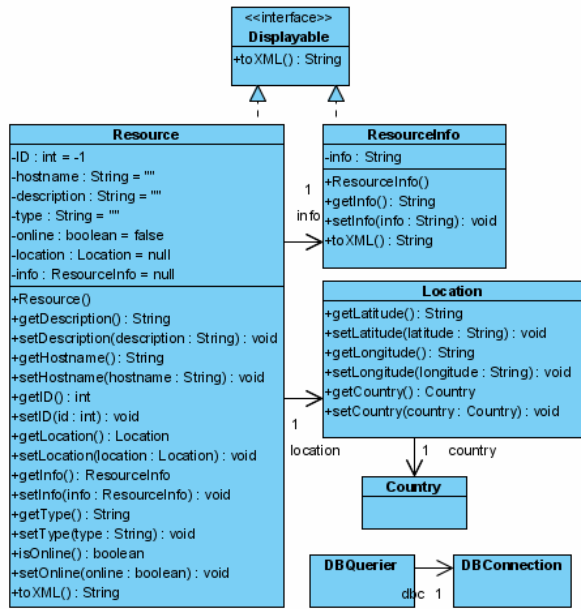 <<interface>>
Displayable
+toXML() : String
Resource
-ID : int = -1
-hostname : String = ""
-description : String = ""
-type : String = ""
-online : boolean = false
-location : Location = null
-info : ResourceInfo = null
+Resource()
+getDescription() : String
+setDescription(description : String) : void
+getHostname() : String
+setHostname(hostname : String) : void
+getID() : int
+setID(id : int) : void
+getLocation() : Location
+setLocation(location : Location) : void
+getInfo() : ResourceInfo
+setInfo(info : ResourceInfo) : void
+getType() : String
+setType(type : String) : void
+isOnline() : boolean
+setOnline(online : boolean) : void
+toXML() : String
1
info
ResourceInfo
-info : String
+ResourceInfo()
+getInfo() : String
+setInfo(info : String) : void
+toXML() : String
1
location
Location
+getLatitude() : String
+setLatitude(latitude : String) : void
+getLongitude() : String
+setLongitude(longitude : String) : void
+getCountry() : Country
+setCountry(country : Country) : void
1 country
Country
DBQuerier
dbc 1
DBConnection